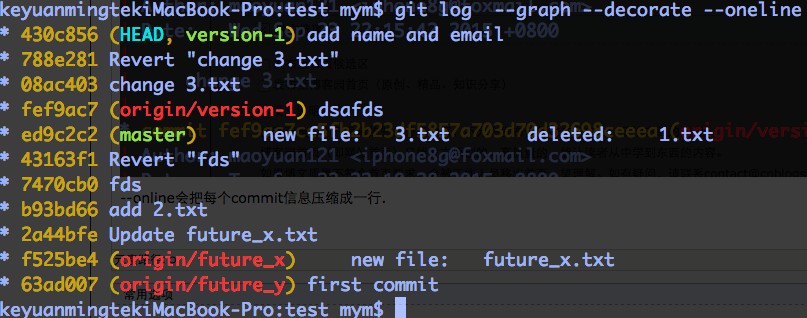 keyuanmingtekiMacBook-Pro:test mym$ git log --graph --decorate --oneline
* 430c856 (HEAD, version-1) add name and email
* 788e281 Revert "change 3.txt"
* 08ac403 change 3.txt
* fef9ac7 (origin/version-1) dsafds
* ed9c2c2 (master) new file: 3.txt deleted: 1.txt
* 43163f1 Revert "fds"
* 7470cb0 fds
--online会把每个commit信息压缩成一行.
* b93bd66 add 2.txt
* 2a44bfe Update future_x.txt
* f525be4 (origin/future_x) new file: future_x.txt
* 63ad007 (origin/future_y) first commit
常用选项
keyuanmingtekiMacBook-Pro:test mym$